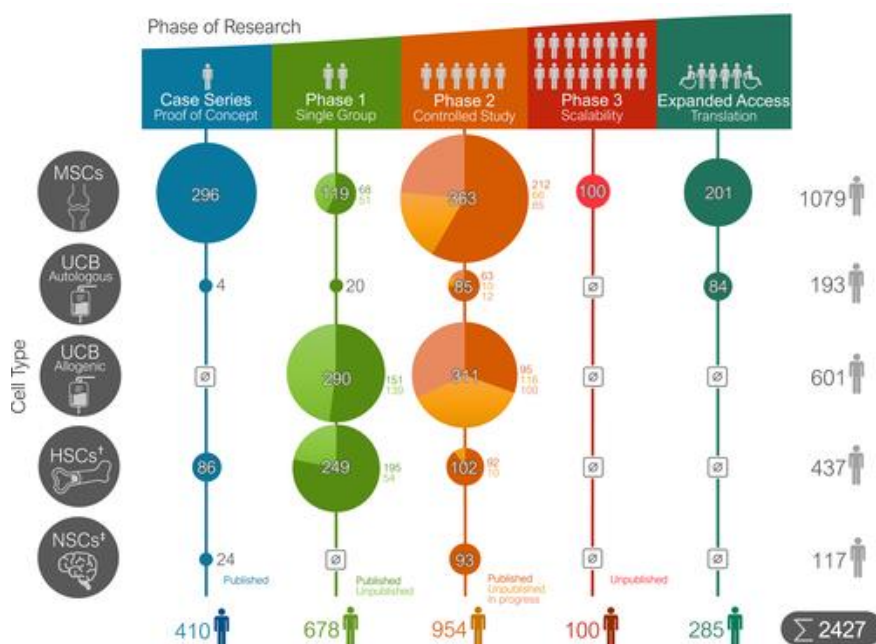 Phase of Research
Case Series
Proof of Concept
Phase 1
Single Group
Phase 2
Controlled Study
Phase 3
Scalability
Expanded Access
Translation
Cell Type
MSCs
296
119
68
51
363
212
66
85
100
201
1079
UCB
Autologous
4
20
85
63
10
12
Ø
84
193
UCB
Allogenic
Ø
290
151
139
311
95
116
100
Ø
Ø
601
HSCs†
86
249
195
54
102
92
10
Ø
Ø
437
NSCs‡
24
Ø
93
Ø
Ø
117
Published
Published
Unpublished
Published
Unpublished
In progress
Unpublished
410
678
954
100
285
∑ 2427